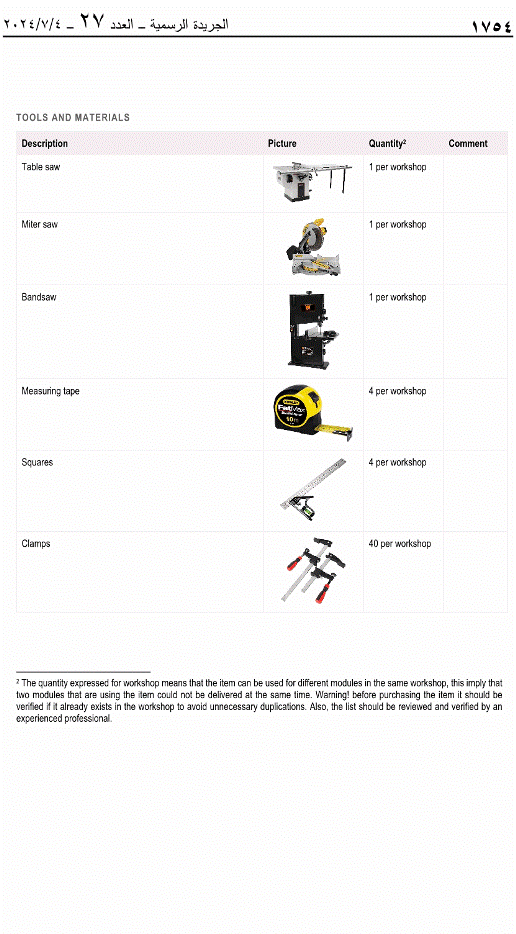 ١٧٥٤ الجريدة الرسمية – العدد ٢٧ – ٢٠٢٤/٧/٤
TOOLS AND MATERIALS
Description Picture Quantity² Comment
Table saw 1 per workshop
Miter saw 1 per workshop
Bandsaw 1 per workshop
Measuring tape 4 per workshop
Squares 4 per workshop
Clamps 40 per workshop
² The quantity expressed for workshop means that the item can be used for different modules in the same workshop, this imply that
two modules that are using the item could not be delivered at the same time. Warning! before purchasing the item it should be
verified if it already exists in the workshop to avoid unnecessary duplications. Also, the list should be reviewed and verified by an
experienced professional.